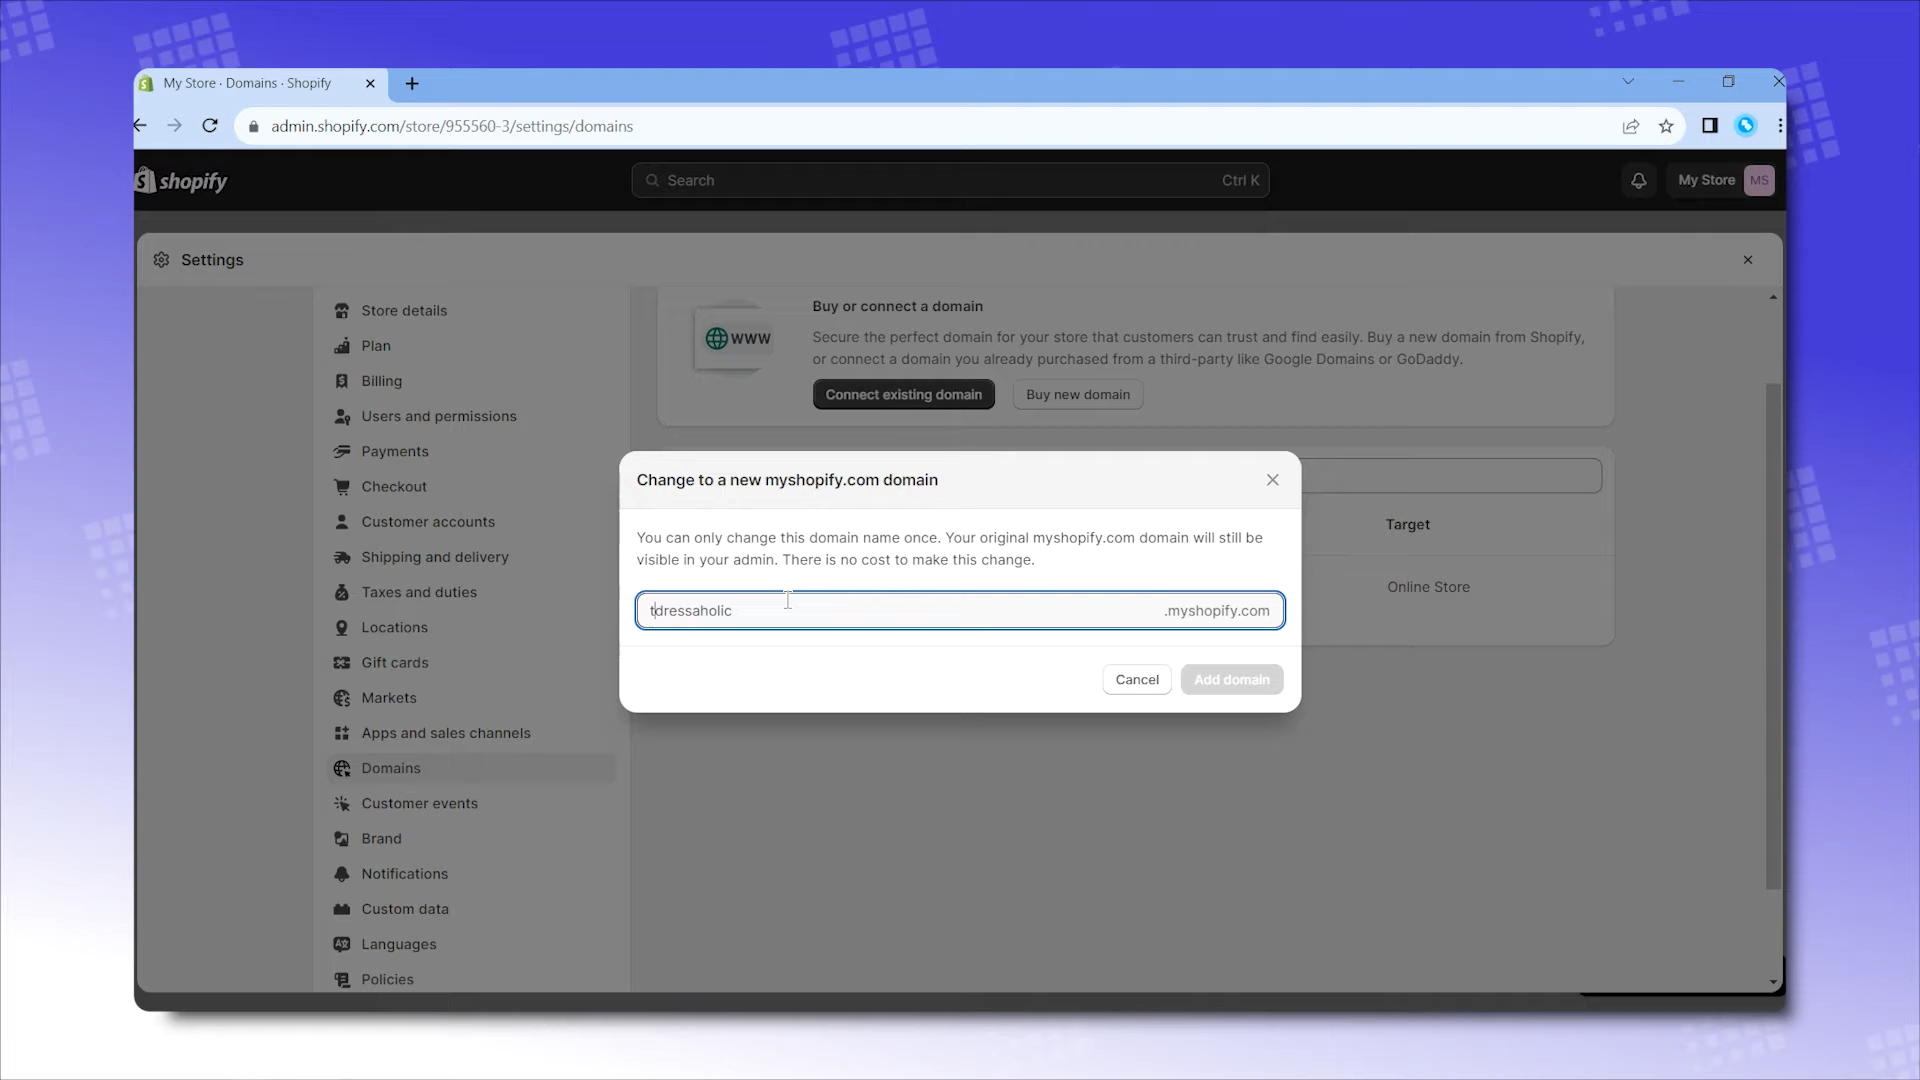 My Store · Domains · Shopify
admin.shopify.com/store/955560-3/settings/domains
shopify
Search
Ctrl K
My Store
MS
Settings
Store details
Plan
Billing
Users and permissions
Payments
Checkout
Customer accounts
Shipping and delivery
Taxes and duties
Locations
Gift cards
Markets
Apps and sales channels
Domains
Customer events
Brand
Notifications
Custom data
Languages
Policies
WWW
Buy or connect a domain
Secure the perfect domain for your store that customers can trust and find easily. Buy a new domain from Shopify,
or connect a domain you already purchased from a third-party like Google Domains or GoDaddy.
Connect existing domain
Buy new domain
Target
Online Store
Change to a new myshopify.com domain
You can only change this domain name once. Your original myshopify.com domain will still be
visible in your admin. There is no cost to make this change.
tdressaholic
.myshopify.com
Cancel
Add domain